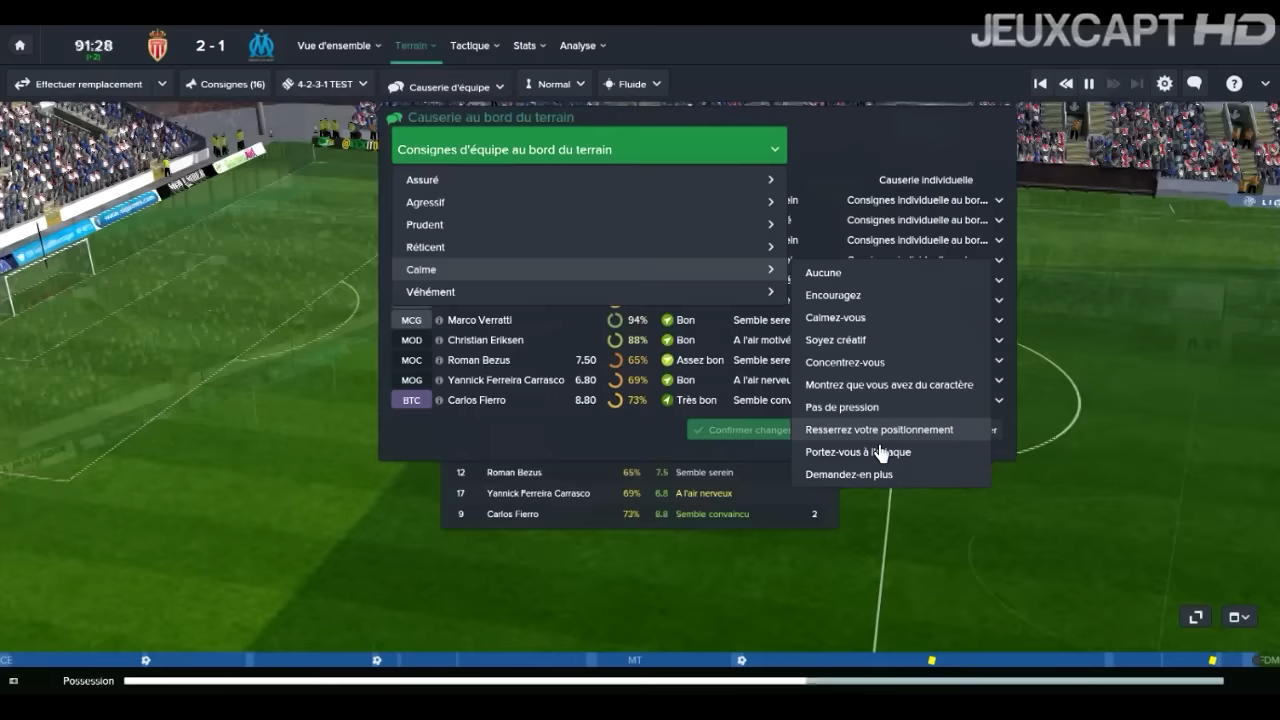 JEUXCAPT HD
91:28
(+2)
2 - 1
Vue d'ensemble
Terrain
Tactique
Stats
Analyse
Effectuer remplacement
Consignes (16)
4-2-3-1 TEST
Causerie d'équipe
Normal
Fluide
Causerie au bord du terrain
Consignes d'équipe au bord du terrain
Causerie individuelle
Assuré
Agressif
Prudent
Réticent
Calme
Véhément
Consignes individuelle au bor...
Consignes individuelle au bor...
Consignes individuelle au bor...
Aucune
Encouragez
Calmez-vous
Soyez créatif
Concentrez-vous
Montrez que vous avez du caractère
Pas de pression
Resserrez votre positionnement
Portez-vous à l'attaque
Demandez-en plus
MCG Marco Verratti 94% Bon Semble sere
MOD Christian Eriksen 88% Bon A l'air motivé
MOC Roman Bezus 7.50 65% Assez bon Semble sere
MOG Yannick Ferreira Carrasco 6.80 69% Bon A l'air nerveu
BTC Carlos Fierro 8.80 73% Très bon Semble conv
Confirmer changer
12 Roman Bezus 65% 7.5 Semble serein
17 Yannick Ferreira Carrasco 69% 6.8 A l'air nerveux
9 Carlos Fierro 73% 8.8 Semble convaincu 2
CE
MT
FDM
Possession